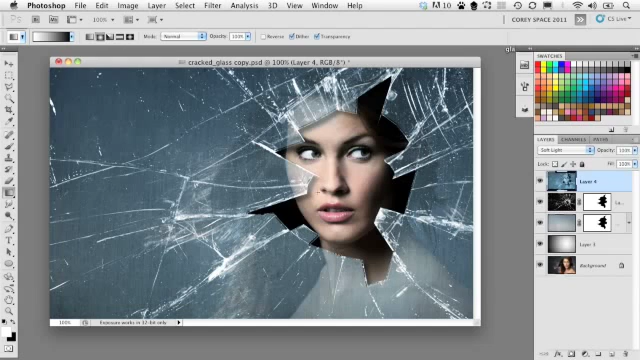 Photoshop File Edit Image Layer Select Filter Analysis 3D View Window Help
10
100% COREY SPACE 2011 CS Live
Mode: Normal Opacity: 100% Reverse Dither Transparency
cracked_glass copy.psd @ 100% (Layer 4, RGB/8*) *
SWATCHES
LAYERS CHANNELS PATHS
Soft Light Opacity: 100%
Lock: Fill: 100%
Layer 4
Background
100% Exposure works in 32-bit only